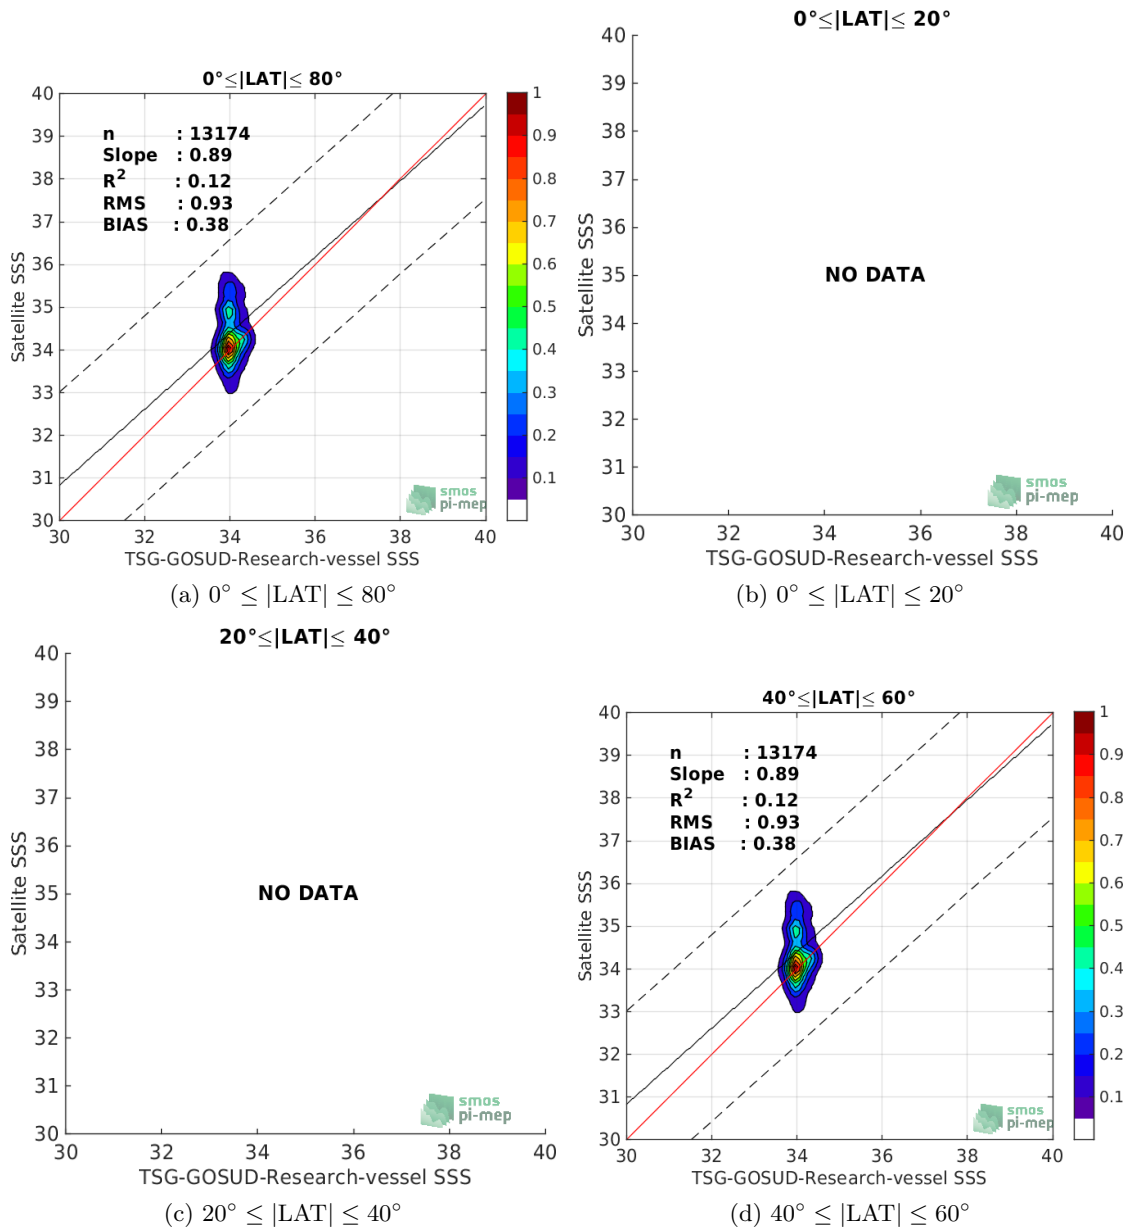 0°≤|LAT|≤ 80°
40
39
38
37
36
35
34
33
32
31
30
Satellite SSS
n : 13174
Slope : 0.89
R² : 0.12
RMS : 0.93
BIAS : 0.38
smos
pi-mep
30 32 34 36 38 40
TSG-GOSUD-Research-vessel SSS
1
0.9
0.8
0.7
0.6
0.5
0.4
0.3
0.2
0.1
(a) 0° ≤ |LAT| ≤ 80°
0°≤|LAT|≤ 20°
40
39
38
37
36
35
34
33
32
31
30
Satellite SSS
NO DATA
smos
pi-mep
30 32 34 36 38 40
TSG-GOSUD-Research-vessel SSS
(b) 0° ≤ |LAT| ≤ 20°
20°≤|LAT|≤ 40°
40
39
38
37
36
35
34
33
32
31
30
Satellite SSS
NO DATA
smos
pi-mep
30 32 34 36 38 40
TSG-GOSUD-Research-vessel SSS
(c) 20° ≤ |LAT| ≤ 40°
40°≤|LAT|≤ 60°
40
39
38
37
36
35
34
33
32
31
30
Satellite SSS
n : 13174
Slope : 0.89
R² : 0.12
RMS : 0.93
BIAS : 0.38
smos
pi-mep
30 32 34 36 38 40
TSG-GOSUD-Research-vessel SSS
1
0.9
0.8
0.7
0.6
0.5
0.4
0.3
0.2
0.1
(d) 40° ≤ |LAT| ≤ 60°